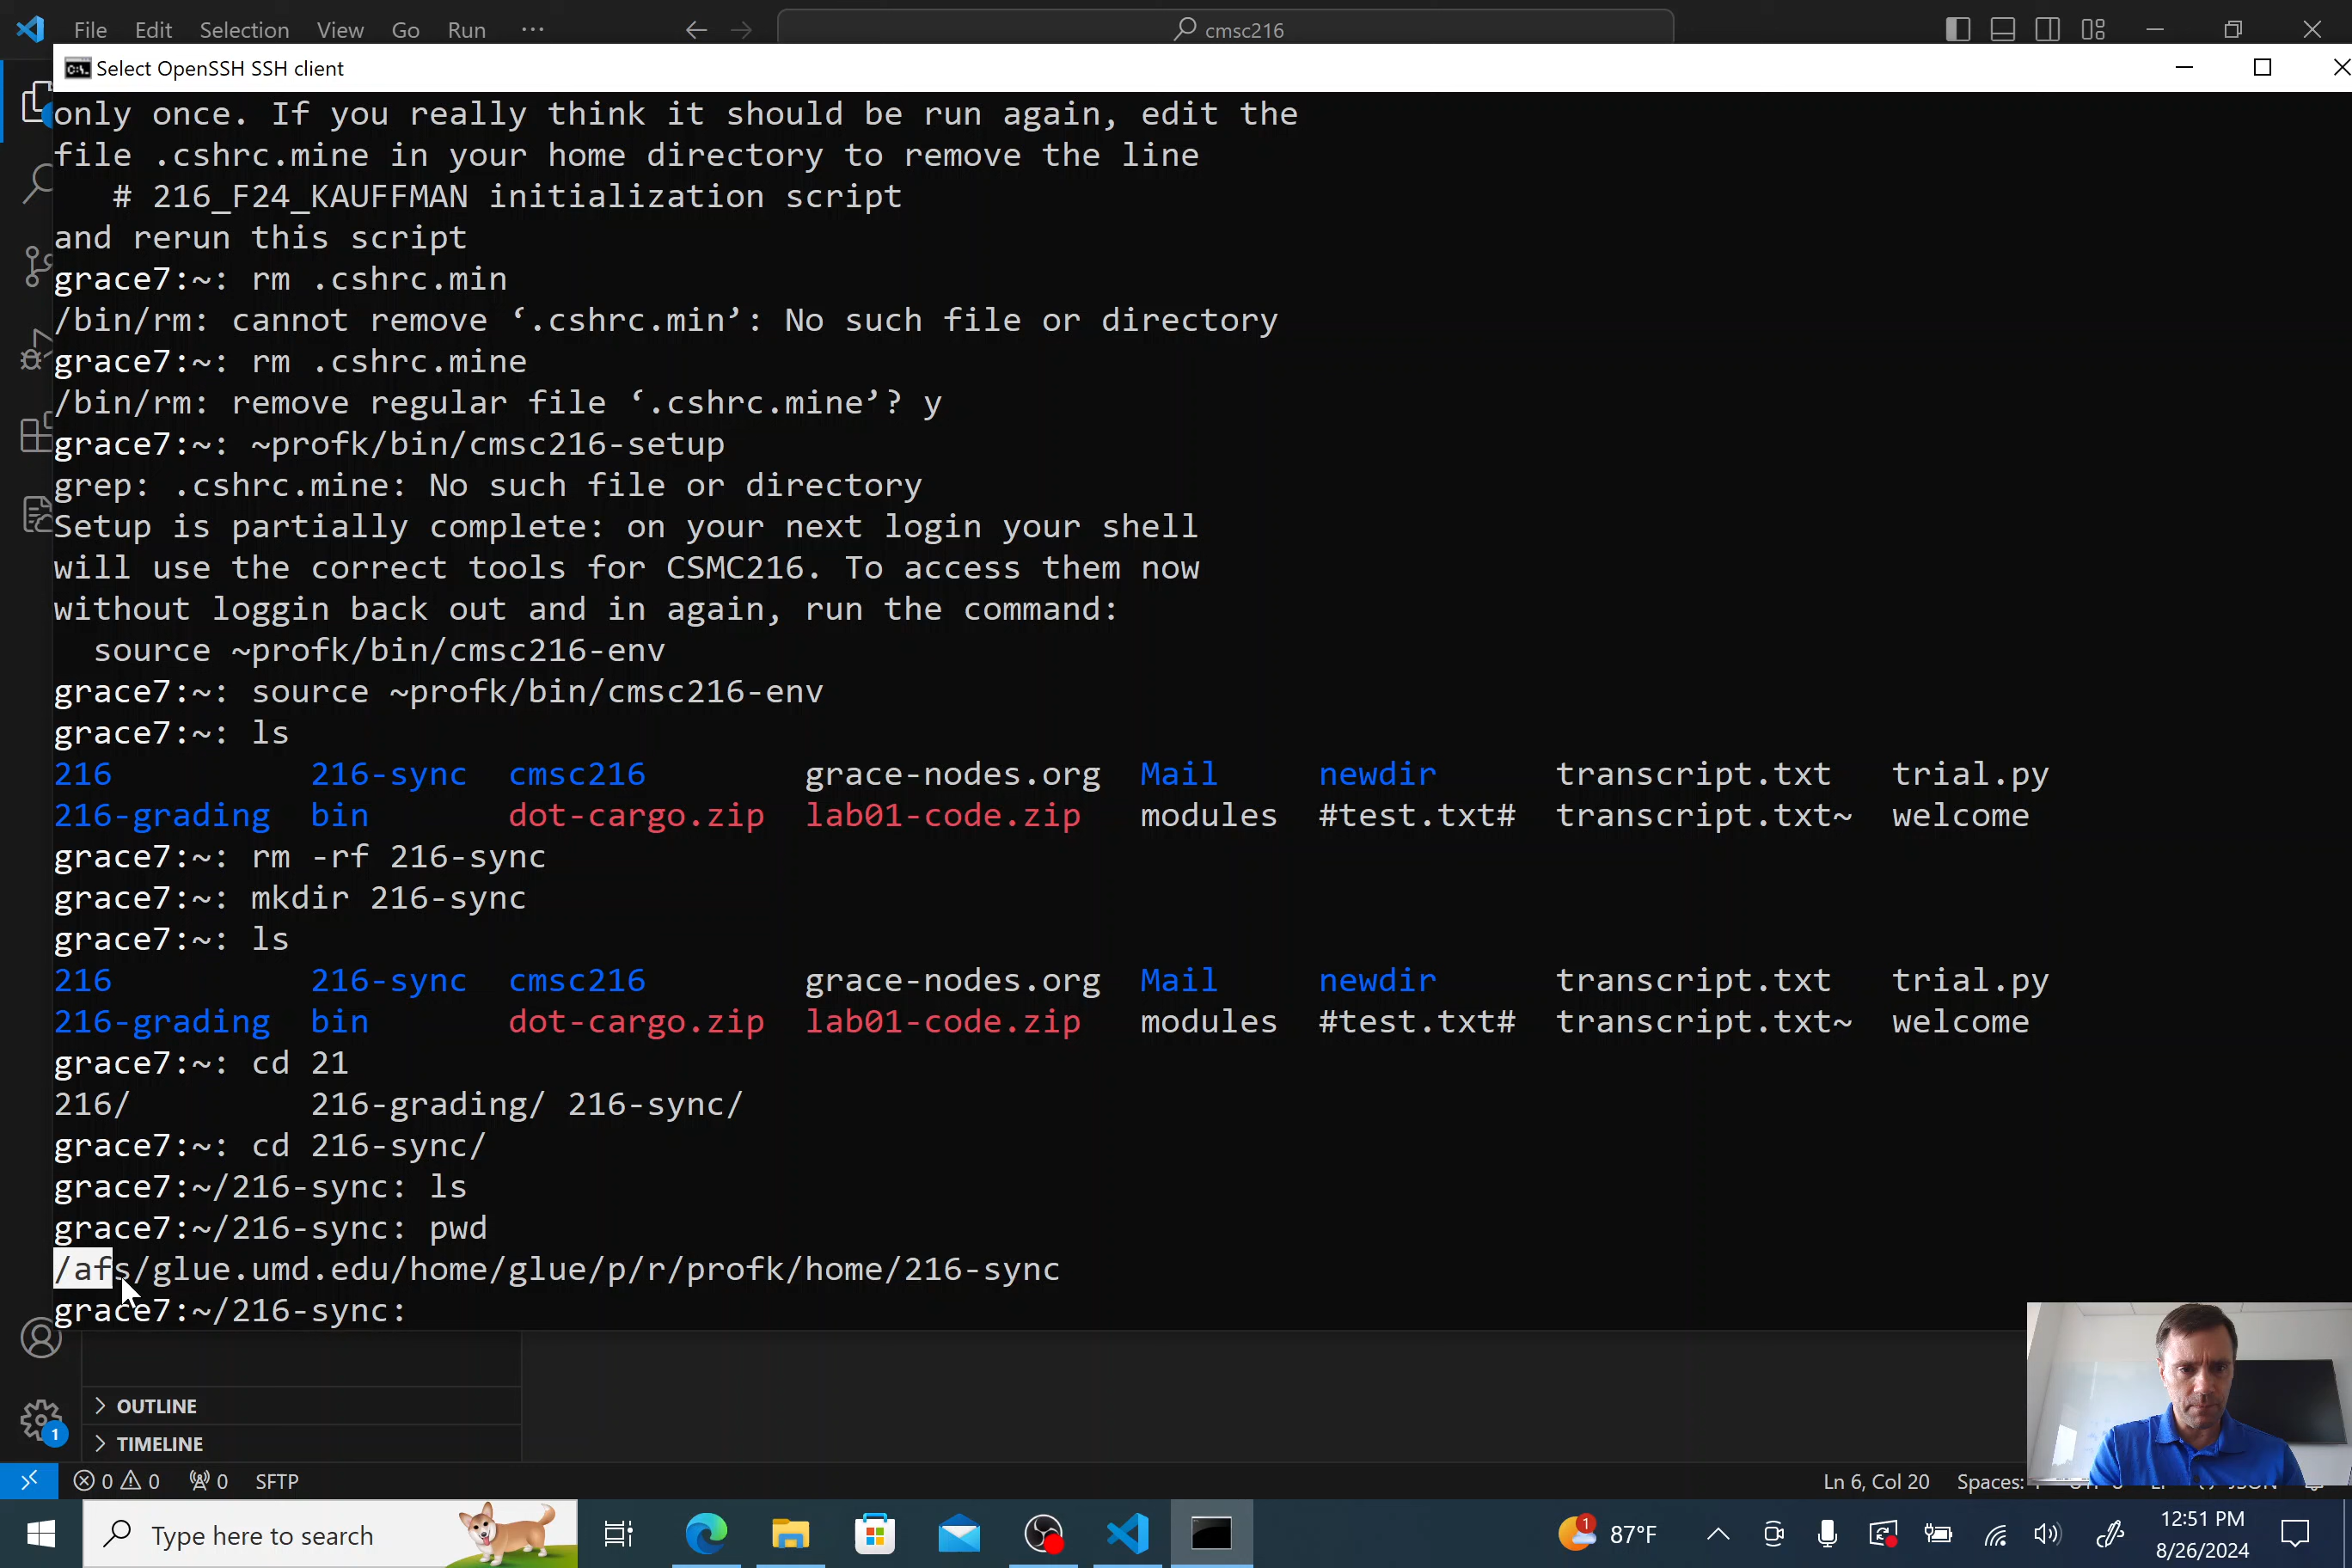 File Edit Selection View Go Run ··· cmsc216
Select OpenSSH SSH client
only once. If you really think it should be run again, edit the
file .cshrc.mine in your home directory to remove the line
# 216_F24_KAUFFMAN initialization script
and rerun this script
grace7:~: rm .cshrc.min
/bin/rm: cannot remove ‘.cshrc.min’: No such file or directory
grace7:~: rm .cshrc.mine
/bin/rm: remove regular file ‘.cshrc.mine’? y
grace7:~: ~profk/bin/cmsc216-setup
grep: .cshrc.mine: No such file or directory
Setup is partially complete: on your next login your shell
will use the correct tools for CSMC216. To access them now
without loggin back out and in again, run the command:
source ~profk/bin/cmsc216-env
grace7:~: source ~profk/bin/cmsc216-env
grace7:~: ls
216 216-sync cmsc216 grace-nodes.org Mail newdir transcript.txt trial.py
216-grading bin dot-cargo.zip lab01-code.zip modules #test.txt# transcript.txt~ welcome
grace7:~: rm -rf 216-sync
grace7:~: mkdir 216-sync
grace7:~: ls
216 216-sync cmsc216 grace-nodes.org Mail newdir transcript.txt trial.py
216-grading bin dot-cargo.zip lab01-code.zip modules #test.txt# transcript.txt~ welcome
grace7:~: cd 21
216/ 216-grading/ 216-sync/
grace7:~: cd 216-sync/
grace7:~/216-sync: ls
grace7:~/216-sync: pwd
/afs/glue.umd.edu/home/glue/p/r/profk/home/216-sync
grace7:~/216-sync:
OUTLINE
TIMELINE
1
0 0 0 SFTP Ln 6, Col 20 Spaces:
Type here to search 1 87°F 12:51 PM
8/26/2024